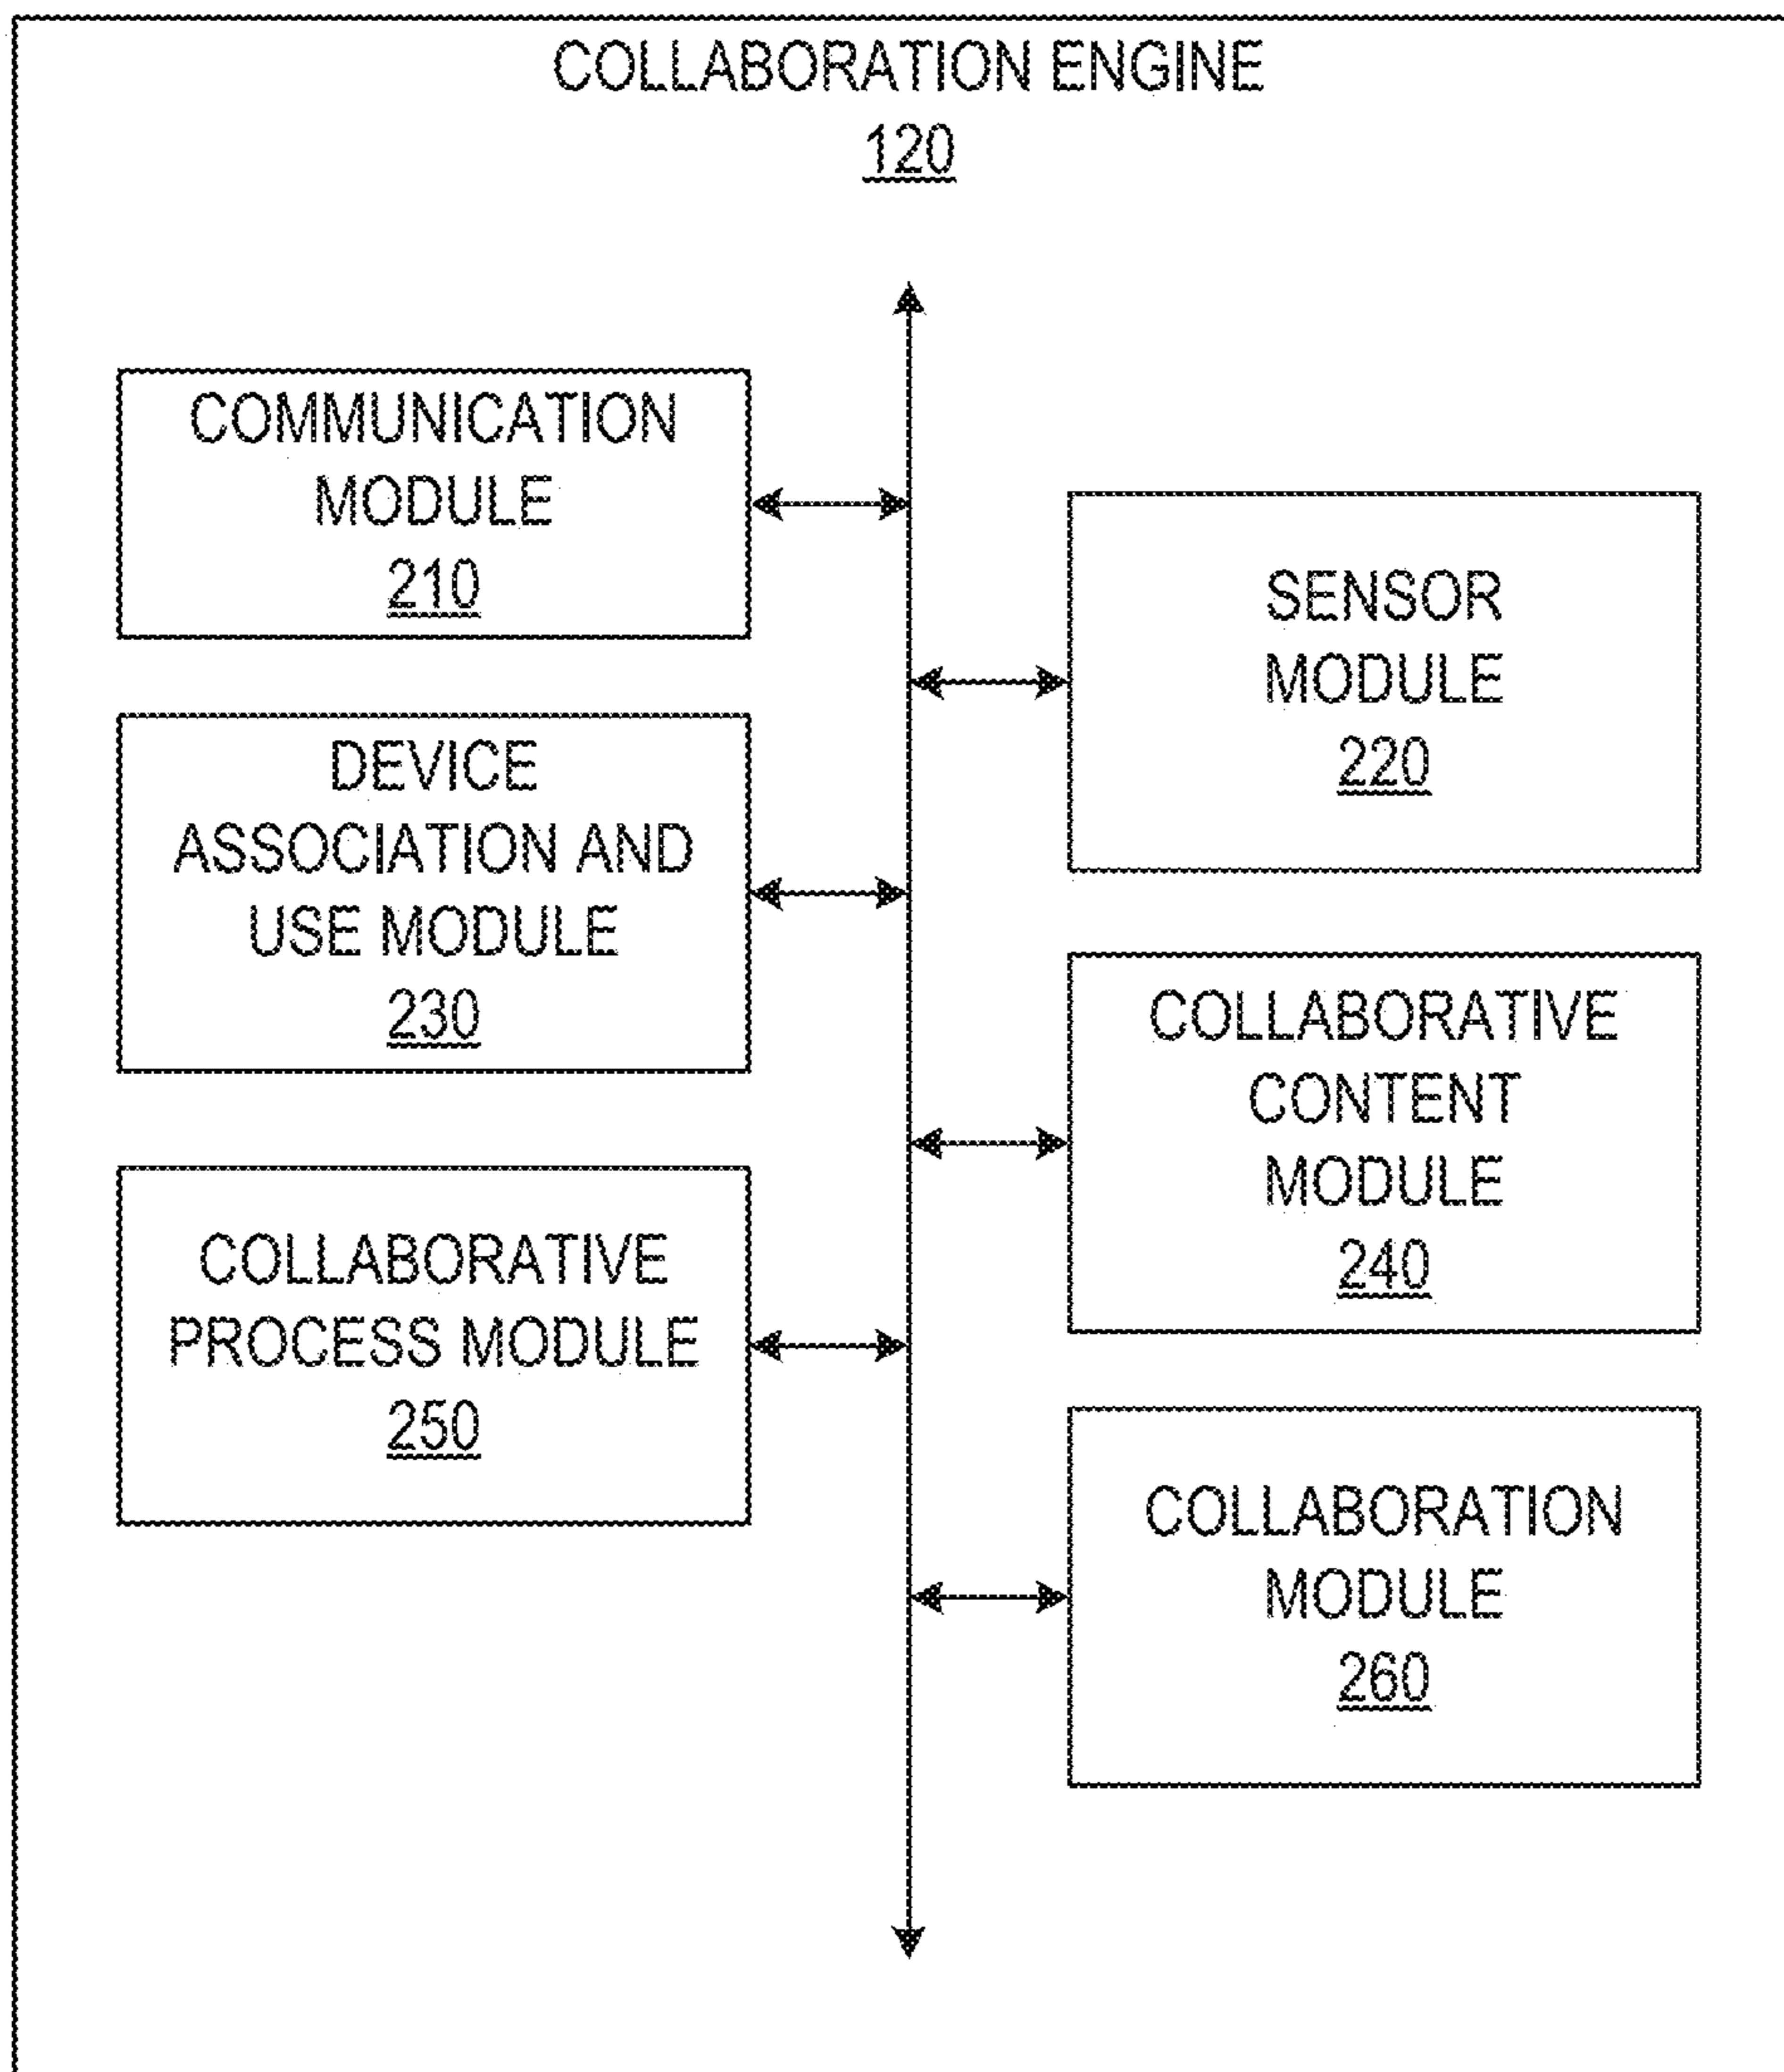 COLLABORATION ENGINE
120
COMMUNICATION
MODULE
210
SENSOR
MODULE
220
DEVICE
ASSOCIATION AND
USE MODULE
230
COLLABORATIVE
CONTENT
MODULE
240
COLLABORATIVE
PROCESS MODULE
250
COLLABORATION
MODULE
260